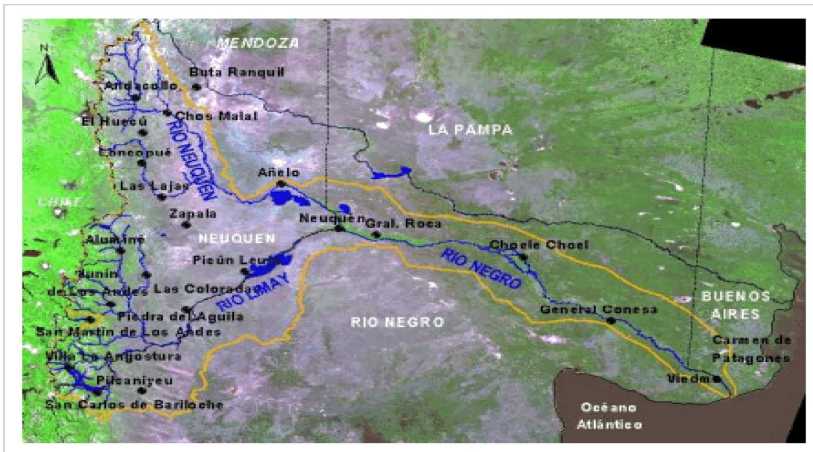 MENDOZA
N
Buta Ranquil
Andacollo
Chos Malal
El Huecú
LA PAMPA
RIO NEUQUEN
Loncopué
Añelo
Las Lajas
CHILE
Zapala
Neuquén
Gral. Roca
NEUQUEN
Aluminé
Choele Choel
Picún Leufú
RIO NEGRO
Junín
de Los Andes
Las Coloradas
RIO LIMAY
BUENOS
AIRES
Piedra del Aguila
General Conesa
RIO NEGRO
San Martín de Los Andes
Carmen de
Patagones
Villa La Angostura
Pilcaniyeu
Viedma
San Carlos de Bariloche
Océano
Atlántico